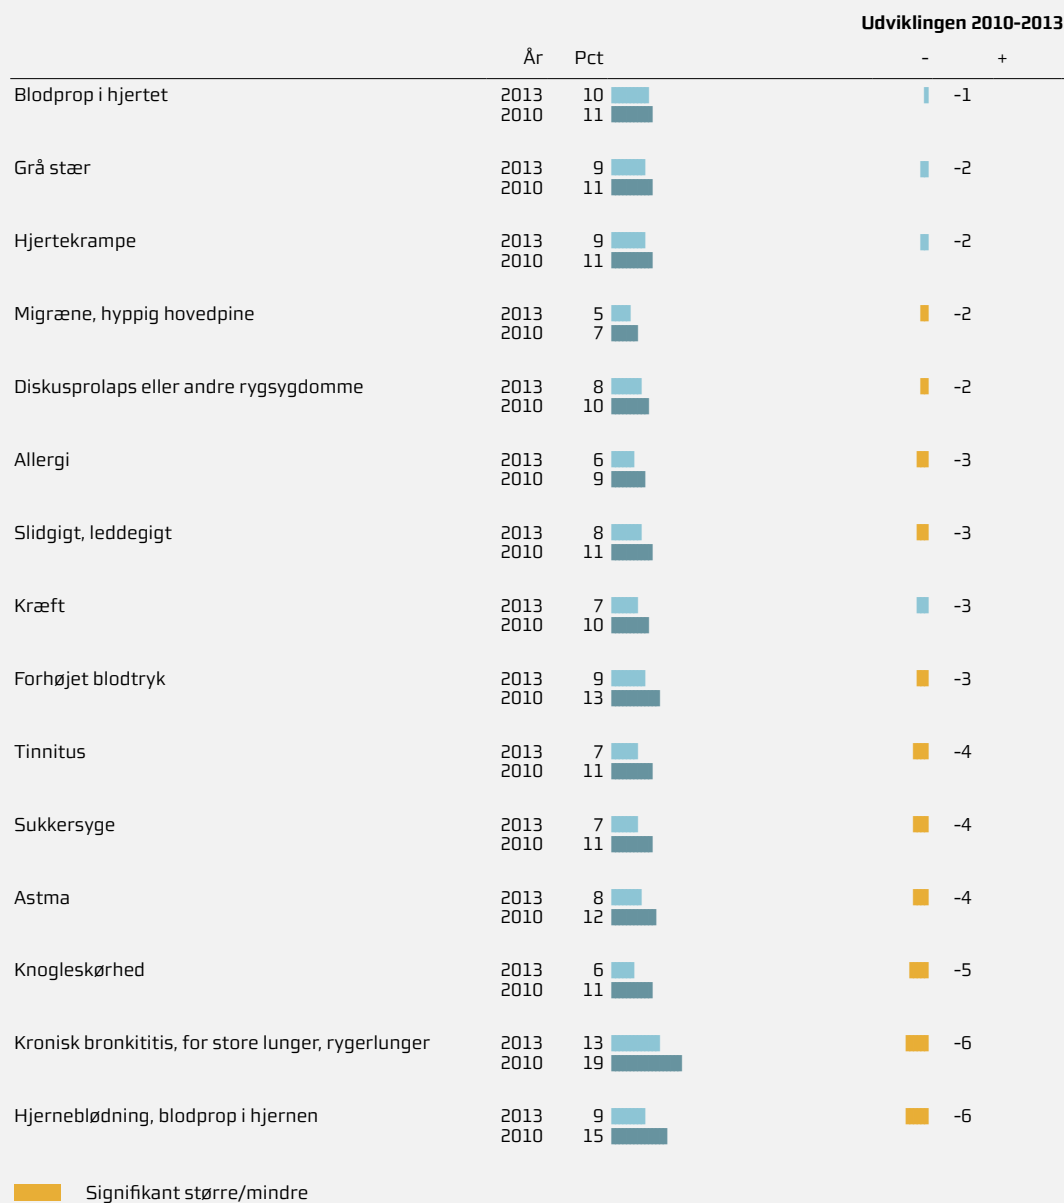 Udviklingen 2010-2013
År Pct - +
Blodprop i hjertet 2013 10 -1
2010 11
Grå stær 2013 9 -2
2010 11
Hjertekrampe 2013 9 -2
2010 11
Migræne, hyppig hovedpine 2013 5 -2
2010 7
Diskusprolaps eller andre rygsygdomme 2013 8 -2
2010 10
Allergi 2013 6 -3
2010 9
Slidgigt, leddegigt 2013 8 -3
2010 11
Kræft 2013 7 -3
2010 10
Forhøjet blodtryk 2013 9 -3
2010 13
Tinnitus 2013 7 -4
2010 11
Sukkersyge 2013 7 -4
2010 11
Astma 2013 8 -4
2010 12
Knogleskørhed 2013 6 -5
2010 11
Kronisk bronkititis, for store lunger, rygerlunger 2013 13 -6
2010 19
Hjerneblødning, blodprop i hjernen 2013 9 -6
2010 15
Signifikant større/mindre